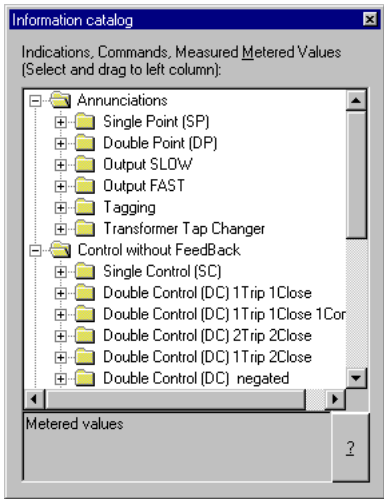 Information catalog
Indications, Commands, Measured Metered Values
(Select and drag to left column):
Annunciations
Single Point (SP)
Double Point (DP)
Output SLOW
Output FAST
Tagging
Transformer Tap Changer
Control without FeedBack
Single Control (SC)
Double Control (DC) 1Trip 1Close
Double Control (DC) 1Trip 1Close 1Cor
Double Control (DC) 2Trip 2Close
Double Control (DC) 1Trip 2Close
Double Control (DC) negated
Metered values
?